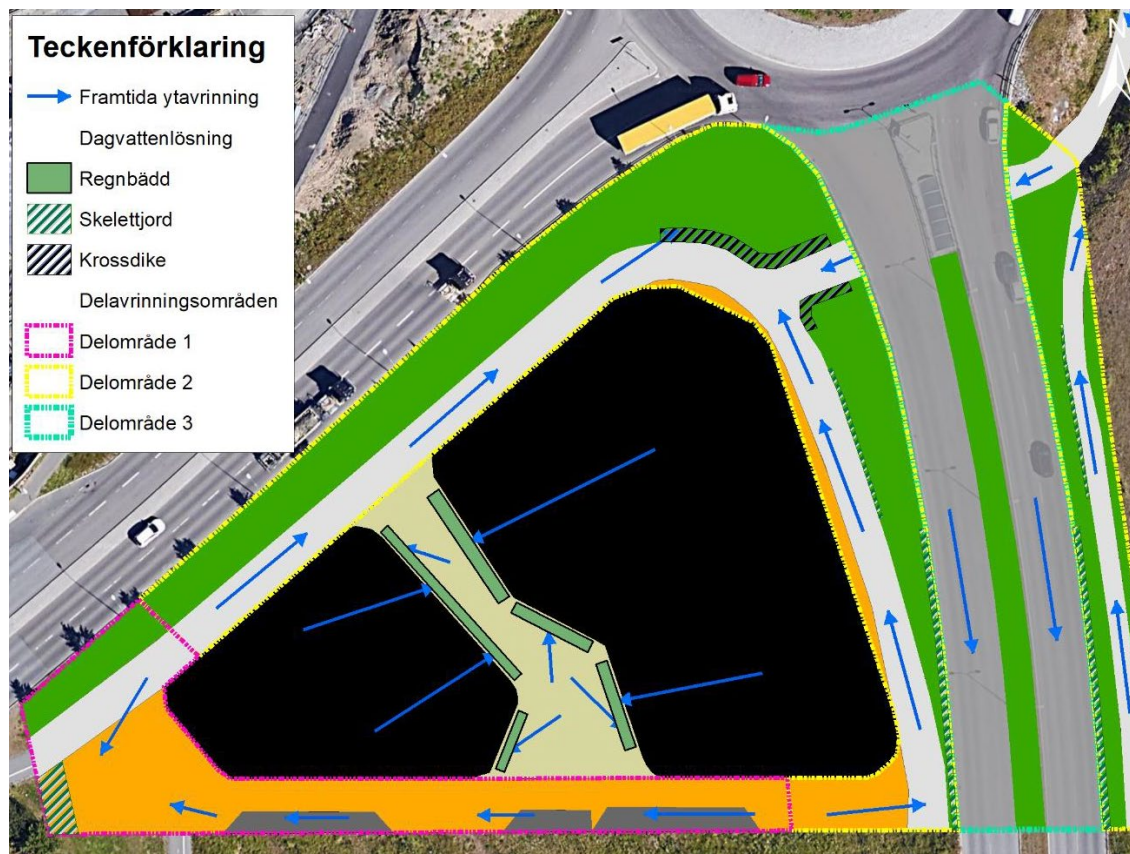 Teckenförklaring
Framtida ytavrinning
Dagvattenlösning
Regnbädd
Skelettjord
Krossdike
Delavrinningsområden
Delområde 1
Delområde 2
Delområde 3
N